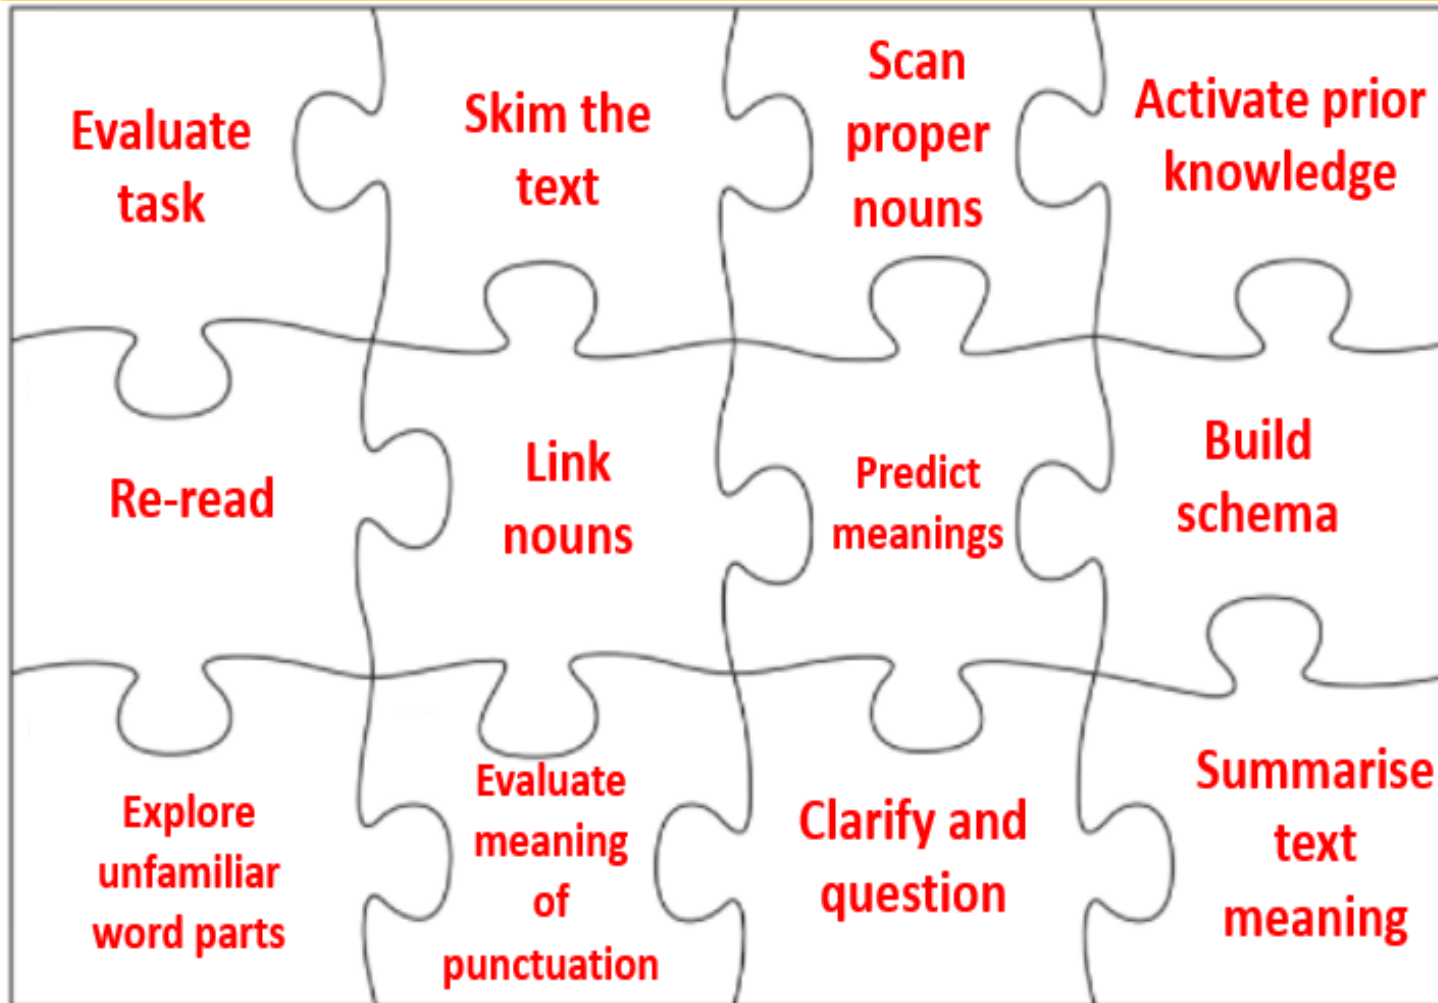 Evaluate
task
Skim the
text
Scan
proper
nouns
Activate prior
knowledge
Re-read
Link
nouns
Predict
meanings
Build
schema
Explore
unfamiliar
word parts
Evaluate
meaning
of
punctuation
Clarify and
question
Summarise
text
meaning